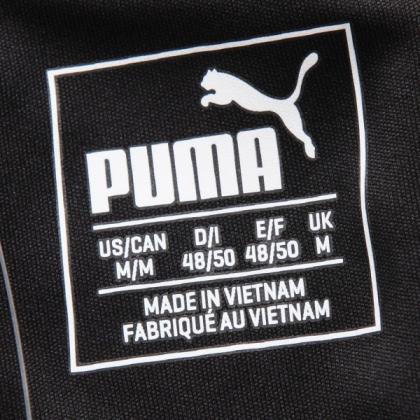 PUMA
US/CAN D/I E/F UK
M/M 48/50 48/50 M
MADE IN VIETNAM
FABRIQUÉ AU VIETNAM